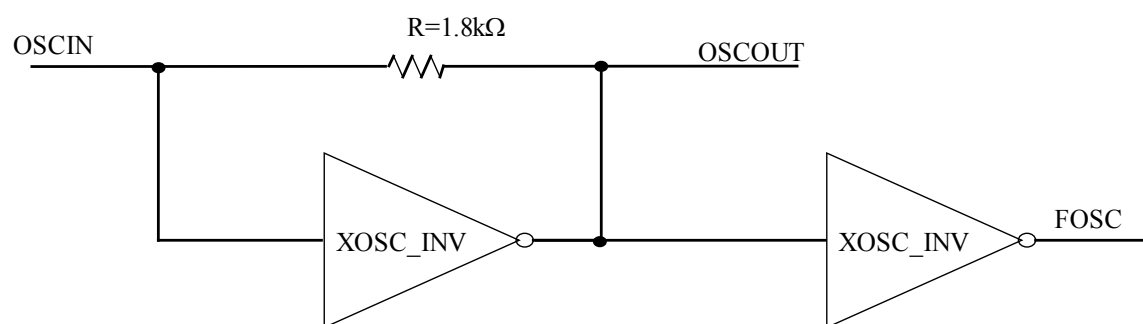 R=1.8kΩ
OSCIN
OSCOUT
XOSC_INV
XOSC_INV
FOSC